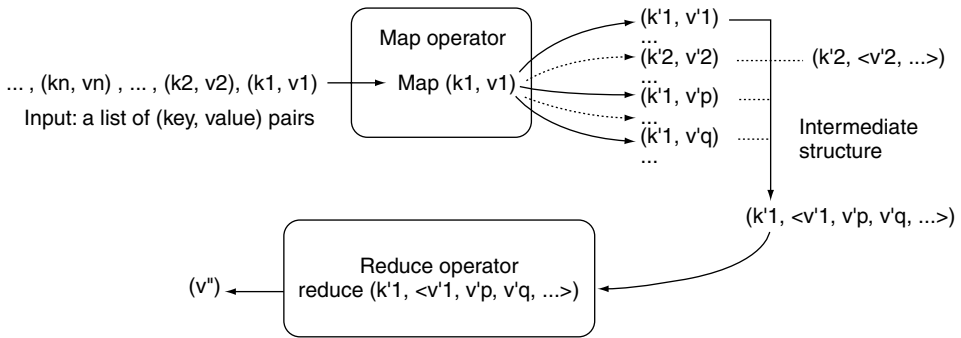 Map operator
... , (kn, vn) , ... , (k2, v2), (k1, v1)
Map (k1, v1)
Input: a list of (key, value) pairs
(k'1, v'1)
...
(k'2, v'2)
(k'2, <v'2, ...>)
...
(k'1, v'p)
...
(k'1, v'q)
...
Intermediate
structure
(k'1, <v'1, v'p, v'q, ...>)
Reduce operator
reduce (k'1, <v'1, v'p, v'q, ...>)
(v")